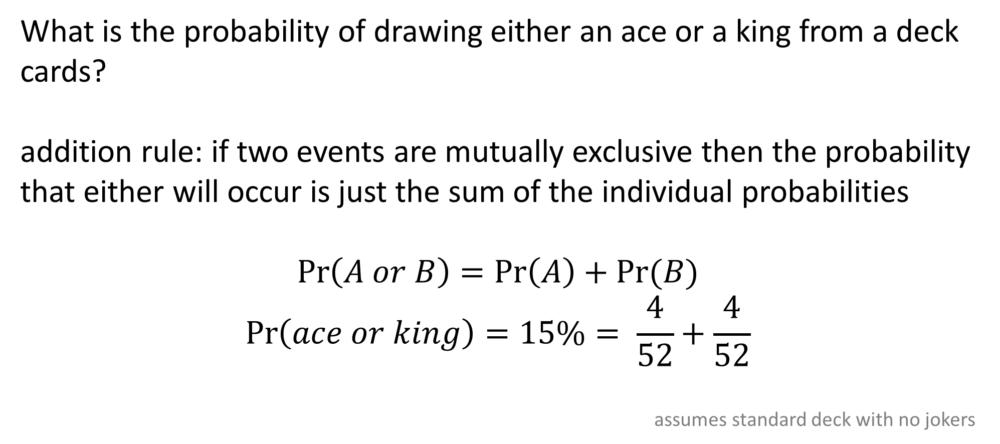 What is the probability of drawing either an ace or a king from a deck
cards?
addition rule: if two events are mutually exclusive then the probability
that either will occur is just the sum of the individual probabilities
Pr(A or B) = Pr(A) + Pr(B)
Pr(ace or king) = 15% = 4/52 + 4/52
assumes standard deck with no jokers